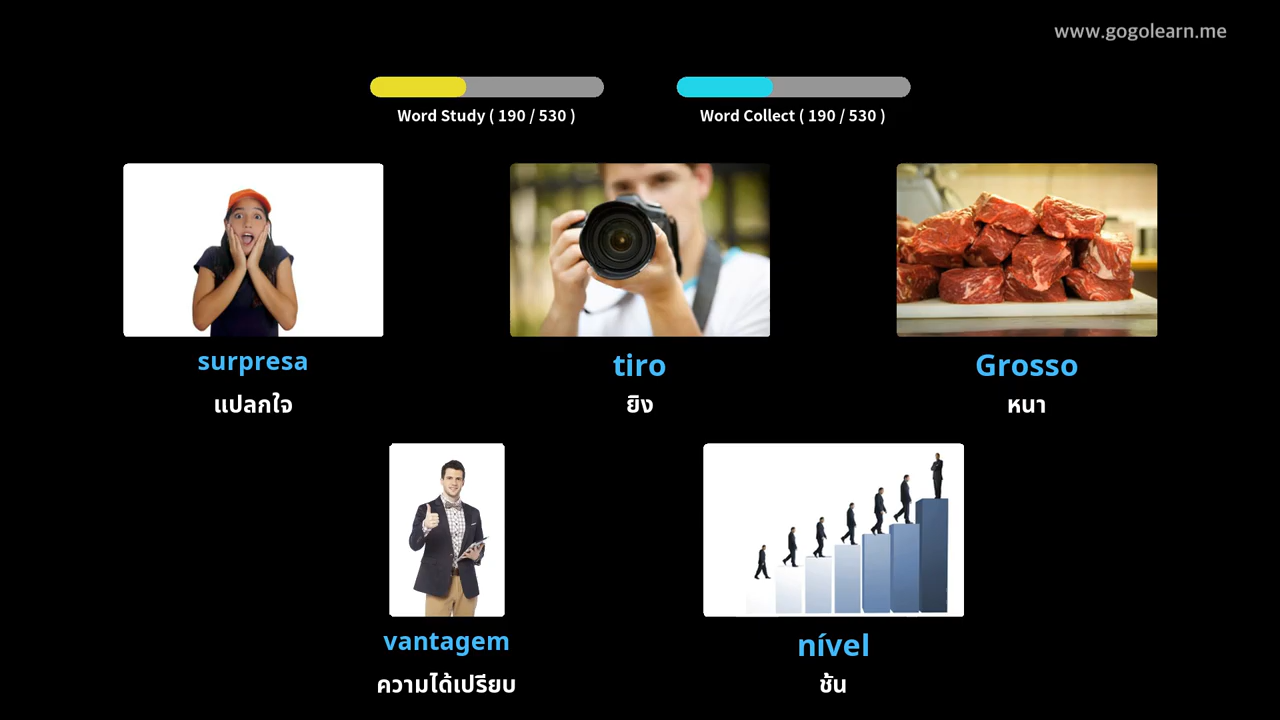 www.gogolearn.me
Word Study ( 190 / 530 )
Word Collect ( 190 / 530 )
surpresa
tiro
Grosso
แปลกใจ
ยิง
หนา
vantagem
nível
ความได้เปรียบ
ชั้น